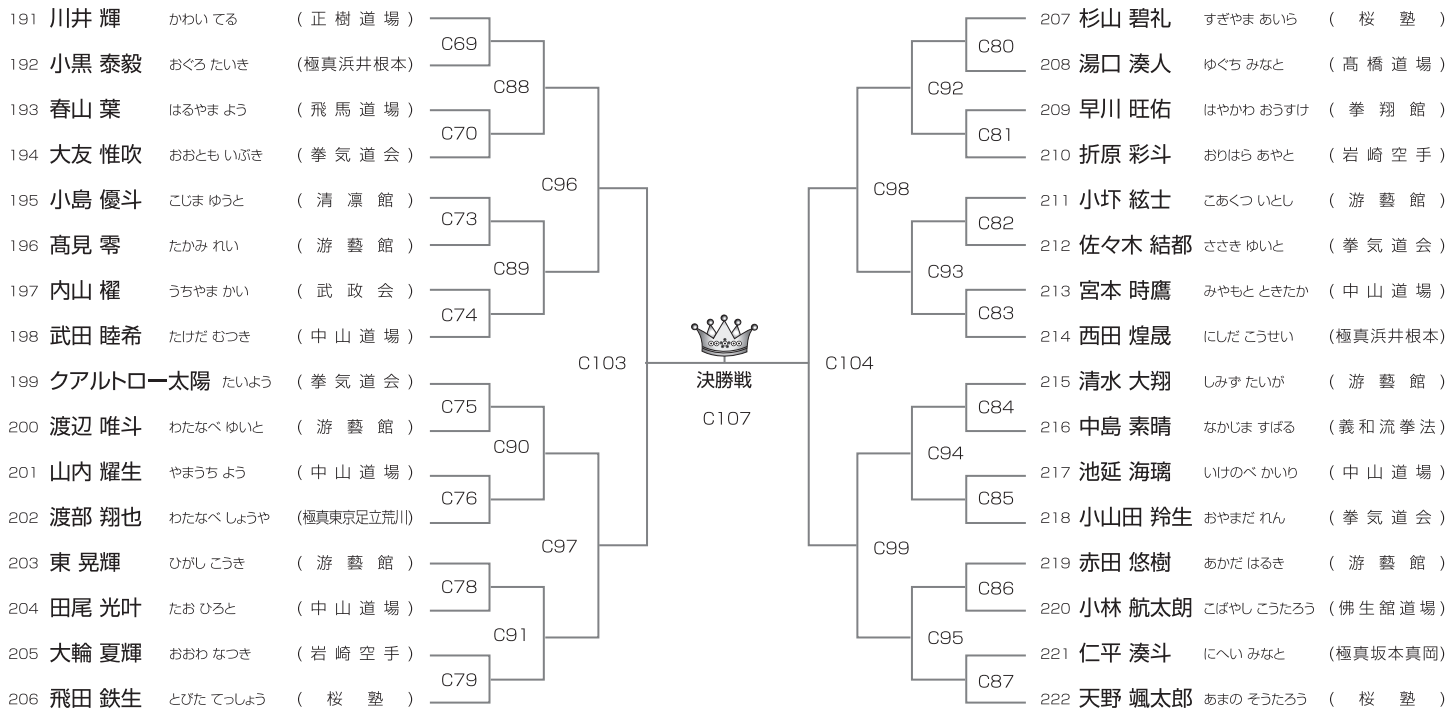 191 川井 輝 かわい てる (正樹道場)
192 小黒 泰毅 おぐろ たいき (極真浜井根本)
C69
193 春山 葉 はるやま よう (飛馬道場)
194 大友 惟吹 おおとも いぶき (拳気道会)
C70
C88
195 小島 優斗 こじま ゆうと (清凛館)
196 髙見 零 たかみ れい (游藝館)
C73
197 内山 櫂 うちやま かい (武政会)
198 武田 睦希 たけだ むつき (中山道場)
C74
C89
C96
199 クアルトロー太陽 たいよう (拳気道会)
200 渡辺 唯斗 わたなべ ゆいと (游藝館)
C75
201 山内 耀生 やまうち よう (中山道場)
202 渡部 翔也 わたなべ しょうや (極真東京足立荒川)
C76
C90
203 東 晃輝 ひがし こうき (游藝館)
204 田尾 光叶 たお ひろと (中山道場)
C78
205 大輪 夏輝 おおわ なつき (岩崎空手)
206 飛田 鉄生 とびた てっしょう (桜塾)
C79
C91
C97
C103
決勝戦
C107
207 杉山 碧礼 すぎやま あいら (桜塾)
208 湯口 湊人 ゆぐち みなと (髙橋道場)
C80
209 早川 旺佑 はやかわ おうすけ (拳翔館)
210 折原 彩斗 おりはら あやと (岩崎空手)
C81
C92
211 小圷 絃士 こあくつ いとし (游藝館)
212 佐々木 結都 ささき ゆいと (拳気道会)
C82
213 宮本 時鷹 みやもと ときたか (中山道場)
214 西田 煌晟 にしだ こうせい (極真浜井根本)
C83
C93
C98
215 清水 大翔 しみず たいが (游藝館)
216 中島 素晴 なかじま すばる (義和流拳法)
C84
217 池延 海璃 いけのべ かいり (中山道場)
218 小山田 羚生 おやまだ れん (拳気道会)
C85
C94
219 赤田 悠樹 あかだ はるき (游藝館)
220 小林 航太朗 こばやし こうたろう (佛生舘道場)
C86
221 仁平 湊斗 にへい みなと (極真坂本真岡)
222 天野 颯太郎 あまの そうたろう (桜塾)
C87
C95
C99
C104